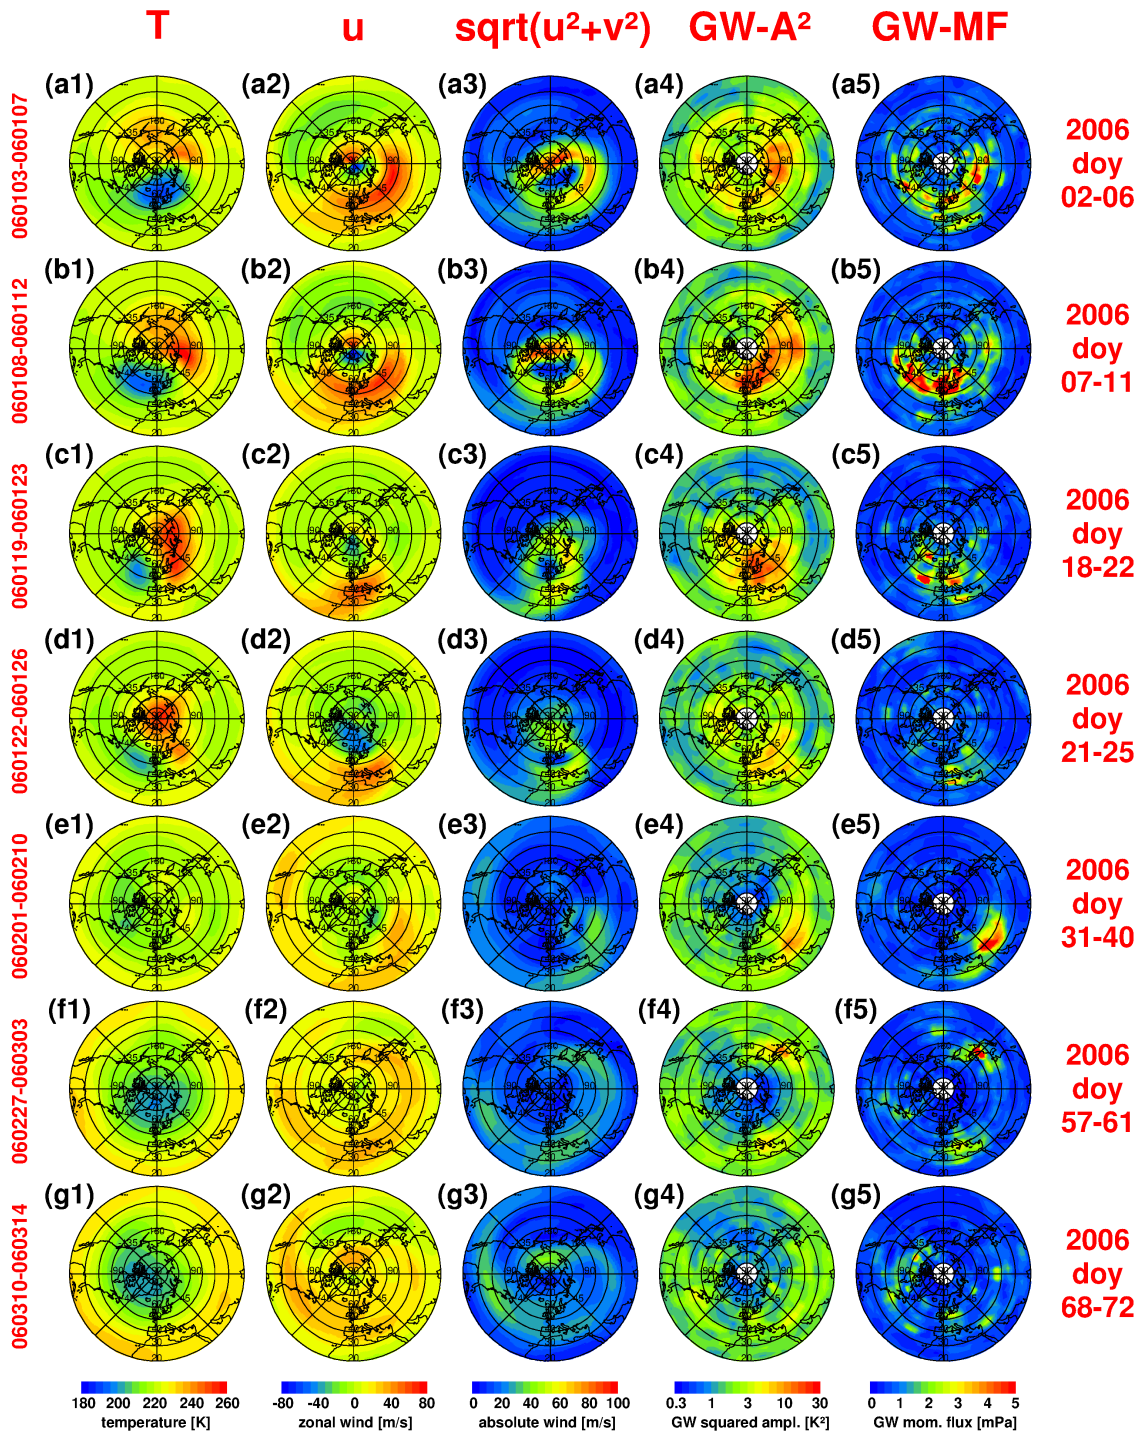 T u sqrt(u²+v²) GW-A² GW-MF
(a1) (a2) (a3) (a4) (a5)
060103-060107
2006
doy
02-06
(b1) (b2) (b3) (b4) (b5)
060108-060112
2006
doy
07-11
(c1) (c2) (c3) (c4) (c5)
060119-060123
2006
doy
18-22
(d1) (d2) (d3) (d4) (d5)
060122-060126
2006
doy
21-25
(e1) (e2) (e3) (e4) (e5)
060201-060210
2006
doy
31-40
(f1) (f2) (f3) (f4) (f5)
060227-060303
2006
doy
57-61
(g1) (g2) (g3) (g4) (g5)
060310-060314
2006
doy
68-72
180 200 220 240 260
temperature [K]
-80 -40 0 40 80
zonal wind [m/s]
0 20 40 60 80 100
absolute wind [m/s]
0.3 1 3 10 30
GW squared ampl. [K²]
0 1 2 3 4 5
GW mom. flux [mPa]